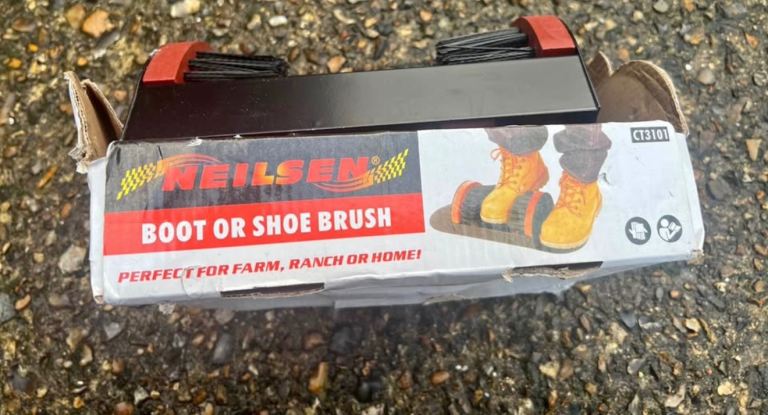 NEILSEN®
CT3101
BOOT OR SHOE BRUSH
PERFECT FOR FARM, RANCH OR HOME!